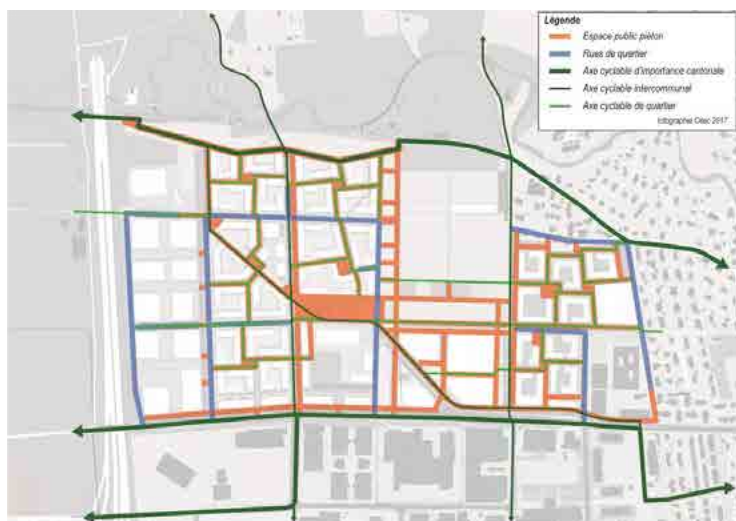 Légende
Espace public piéton
Rues de quartier
Axe cyclable d'importance cantonale
Axe cyclable intercommunal
Axe cyclable de quartier
Infographie Citec 2017